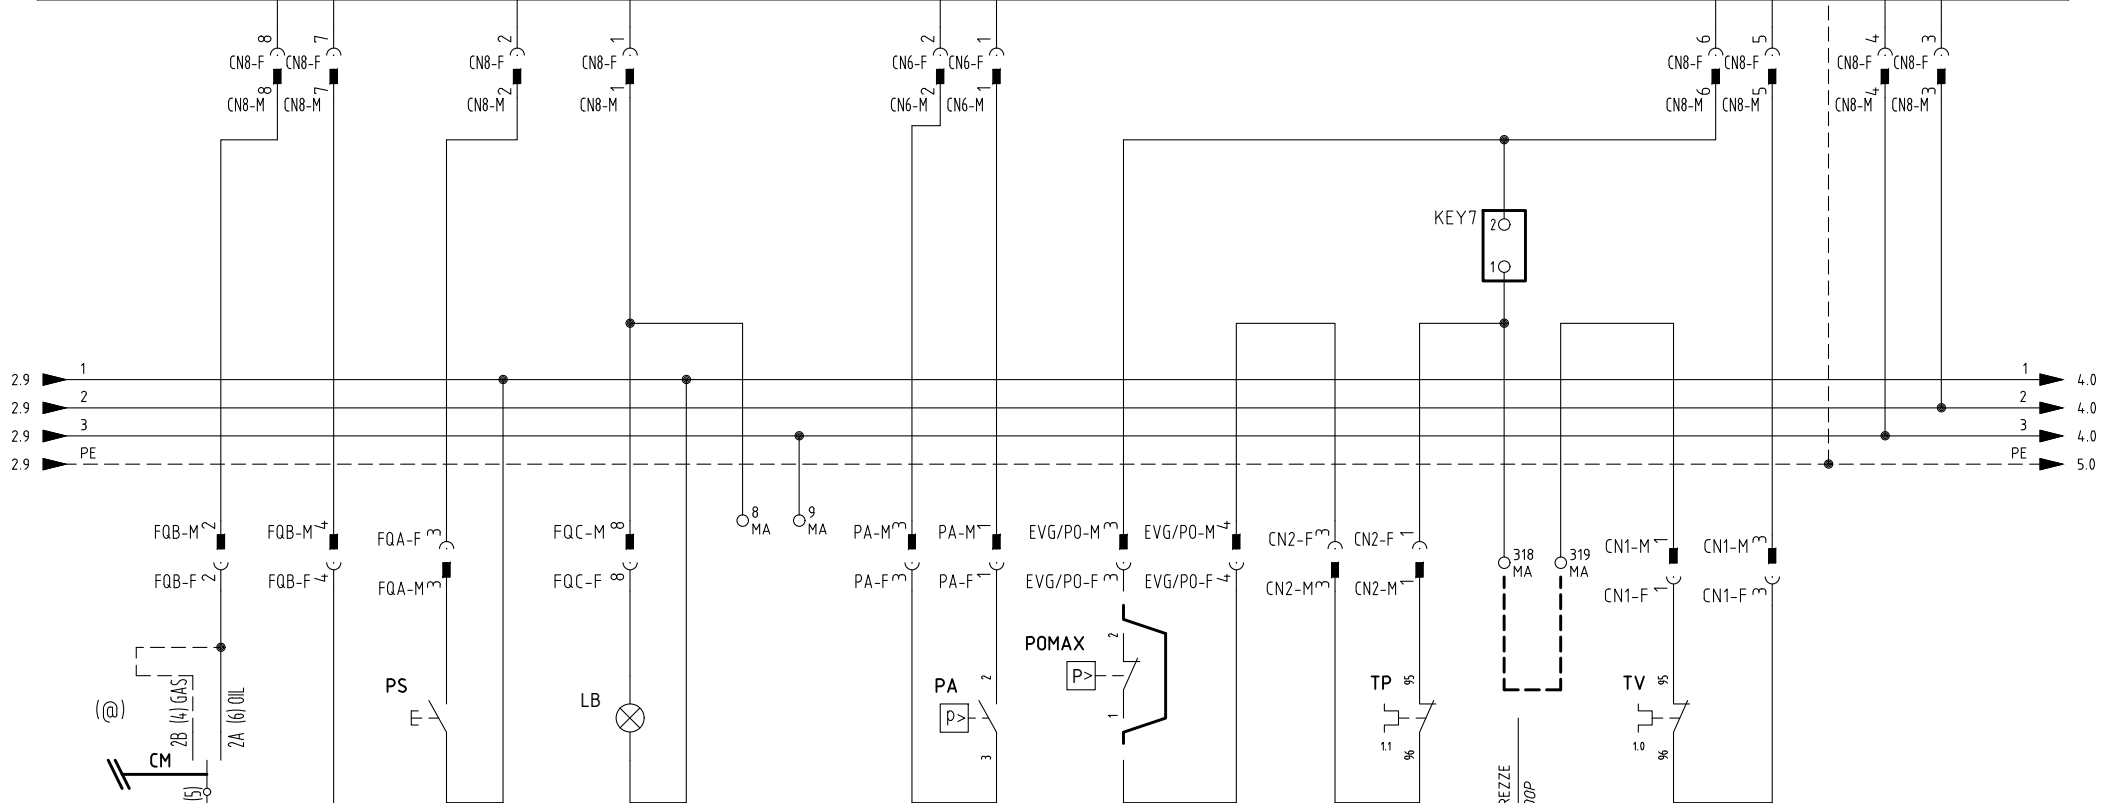 8 7 2 1 2 1 6 5 4 3
CN8-F CN8-F CN8-F CN8-F CN6-F CN6-F CN8-F CN8-F CN8-F CN8-F
CN8-M 8 CN8-M 7 CN8-M 2 CN8-M 1 CN6-M 2 CN6-M 1 CN8-M 6 CN8-M 5 CN8-M 4 CN8-M 3
KEY7 2
1
2.9 1 1 4.0
2.9 2 2 4.0
2.9 3 3 4.0
2.9 PE PE 5.0
8 MA 9 MA
FQB-M 2 FQB-M 4 FQA-F 3 FQC-M 8 PA-M 3 PA-M 1 EVG/PO-M 3 EVG/PO-M 4 CN2-F 3 CN2-F 1 318 MA 319 MA CN1-M 1 CN1-M 3
FQB-F 2 FQB-F 4 FQA-M 3 FQC-F 8 PA-F 3 PA-F 1 EVG/PO-F 3 EVG/PO-F 4 CN2-M 3 CN2-M 1 CN1-F 1 CN1-F 3
POMAX 2
P>
1
(@) 2B (4) GAS 2A (6) OIL
PS
LB
PA 2
p>
3
TP 95
1.1 96
TV 95
1.0 96
CM
(5)
REZZE
OOP